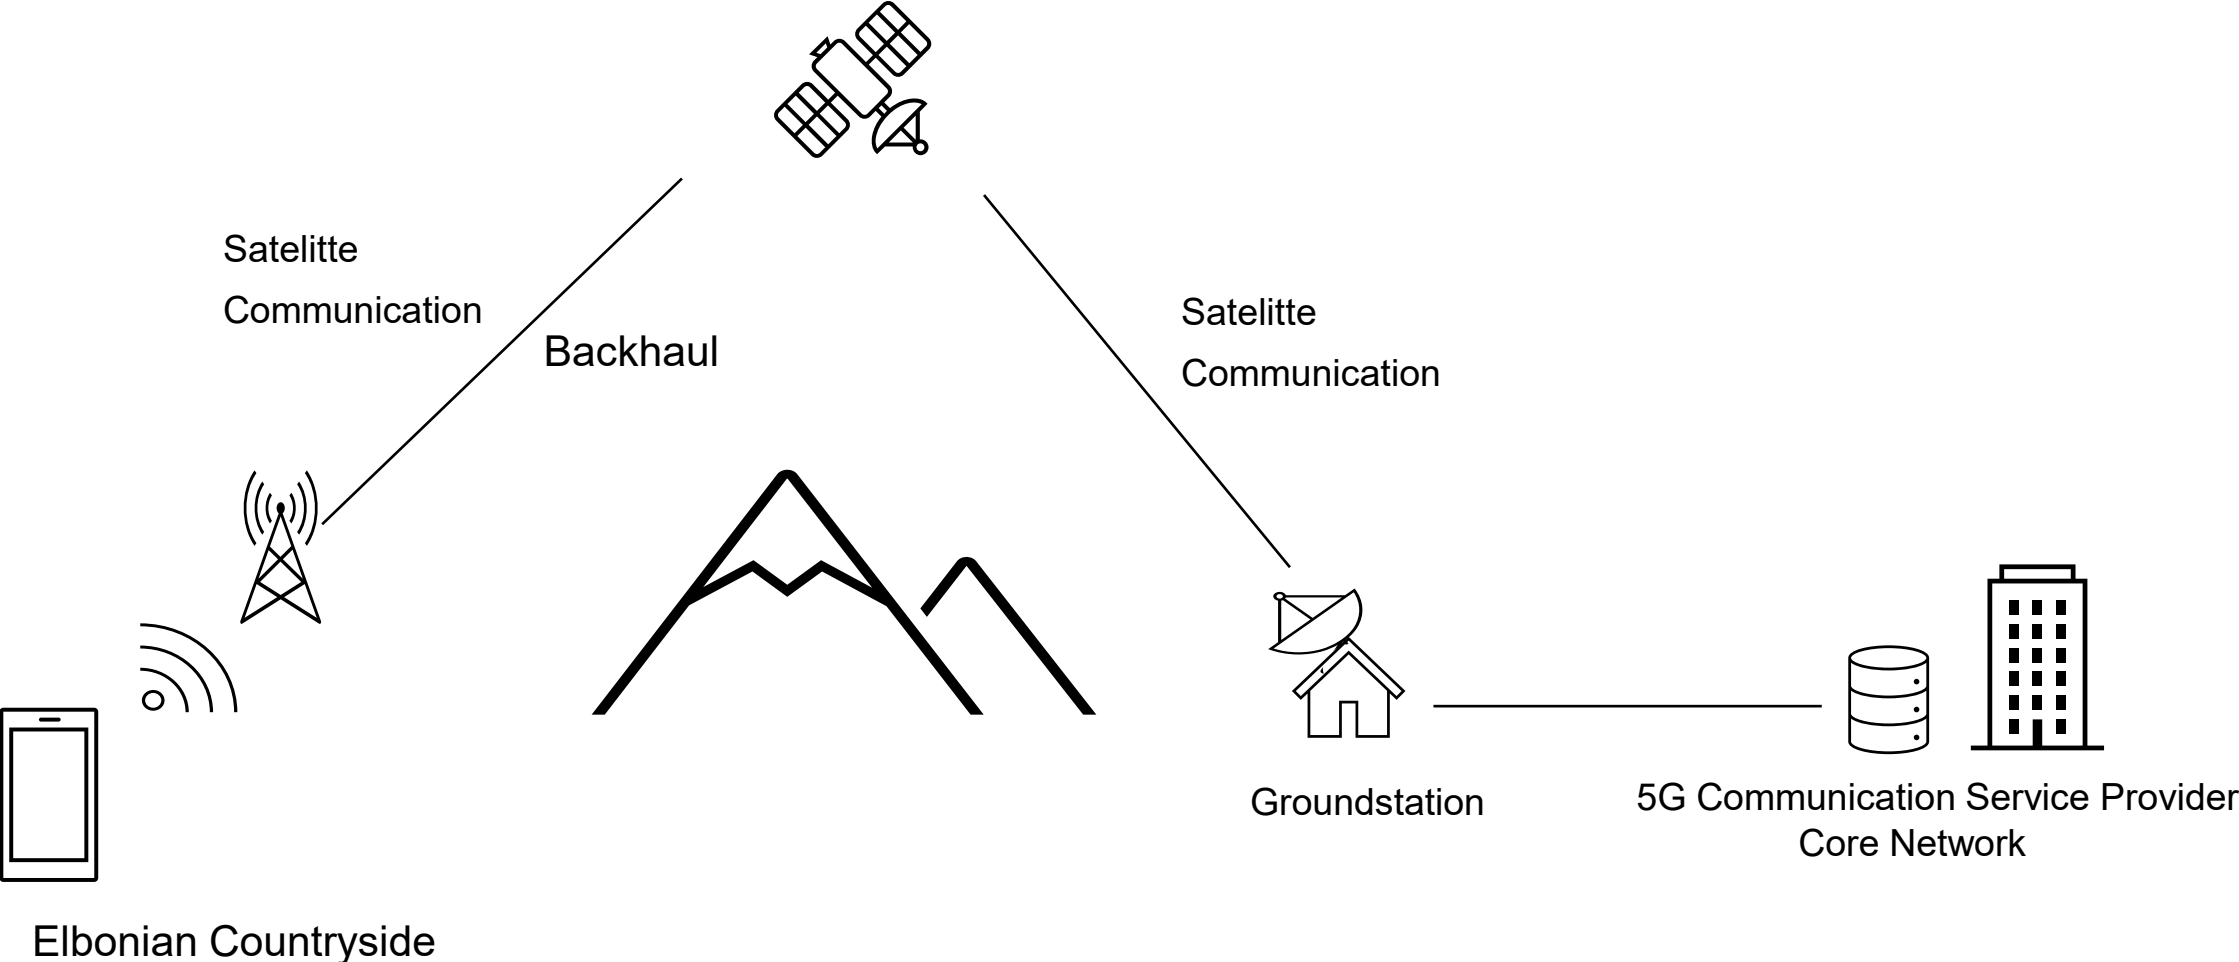 Satelitte
Communication
Backhaul
Satelitte
Communication
Groundstation
5G Communication Service Provider
Core Network
Elbonian Countryside